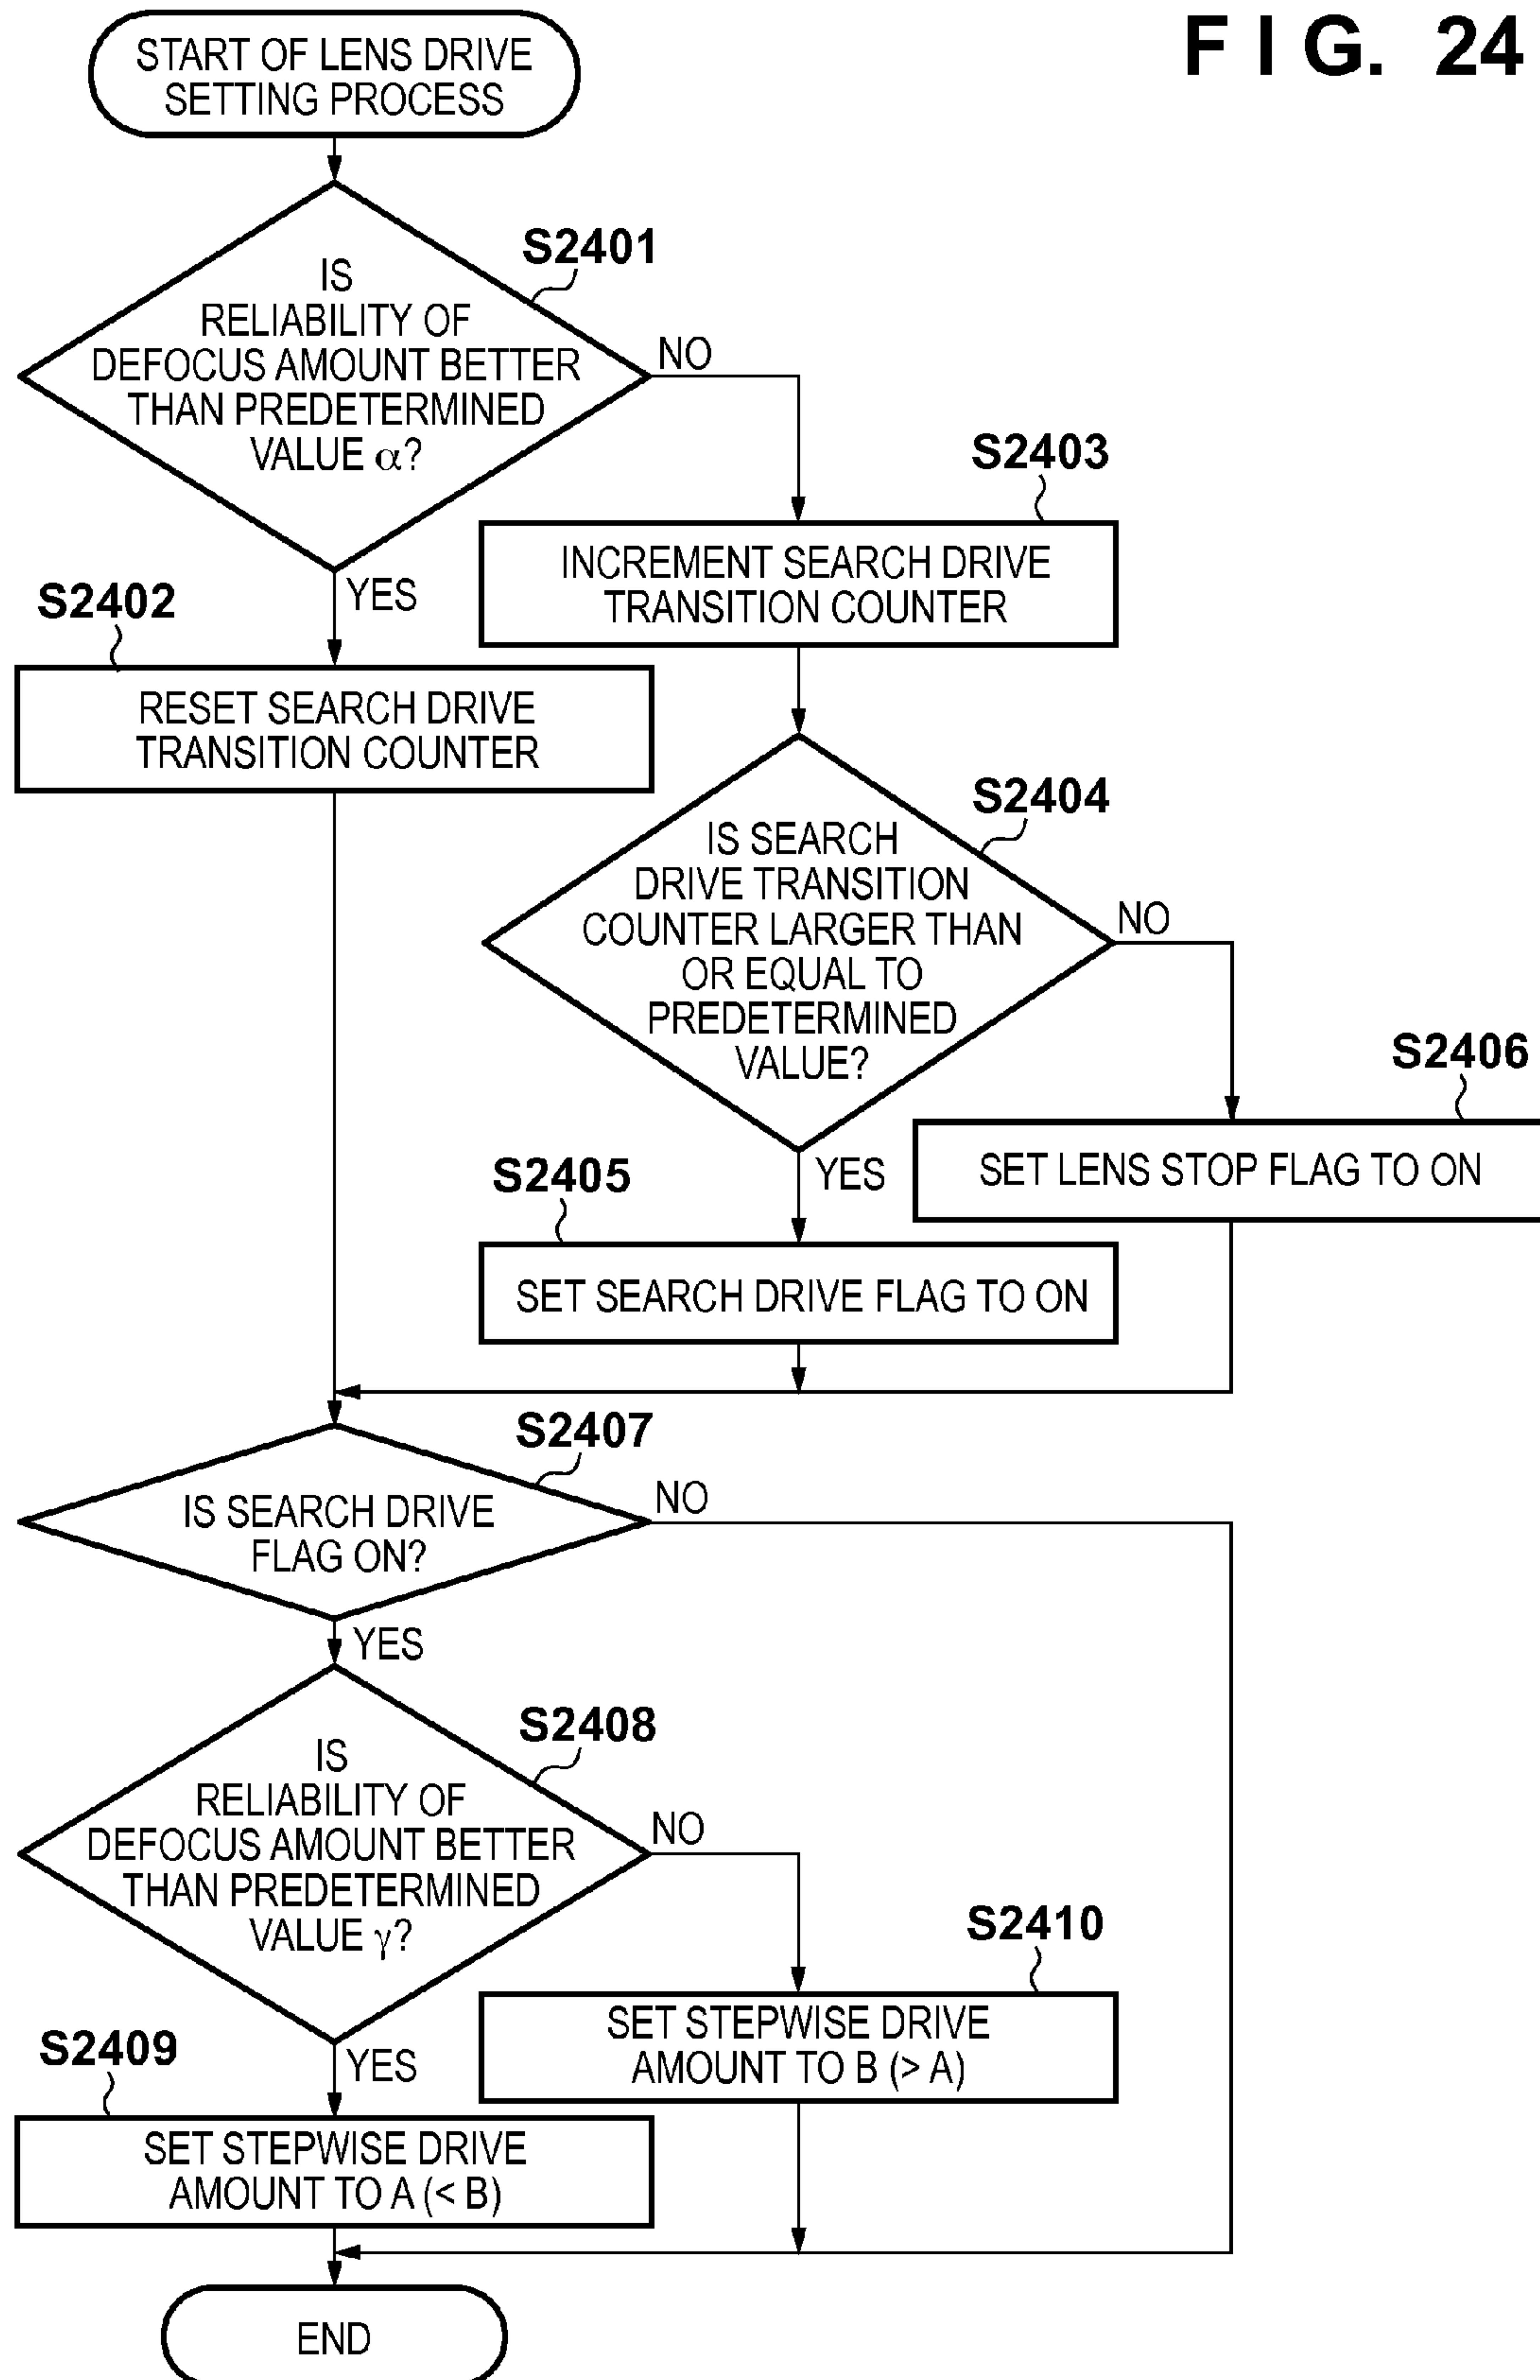 FIG. 24
START OF LENS DRIVE
SETTING PROCESS
S2401
IS
RELIABILITY OF
DEFOCUS AMOUNT BETTER
THAN PREDETERMINED
VALUE α?
NO
YES
S2403
INCREMENT SEARCH DRIVE
TRANSITION COUNTER
S2402
RESET SEARCH DRIVE
TRANSITION COUNTER
S2404
IS SEARCH
DRIVE TRANSITION
COUNTER LARGER THAN
OR EQUAL TO
PREDETERMINED
VALUE?
NO
YES
S2406
SET LENS STOP FLAG TO ON
S2405
SET SEARCH DRIVE FLAG TO ON
S2407
IS SEARCH DRIVE
FLAG ON?
NO
YES
S2408
IS
RELIABILITY OF
DEFOCUS AMOUNT BETTER
THAN PREDETERMINED
VALUE γ?
NO
YES
S2410
SET STEPWISE DRIVE
AMOUNT TO B (> A)
S2409
SET STEPWISE DRIVE
AMOUNT TO A (< B)
END